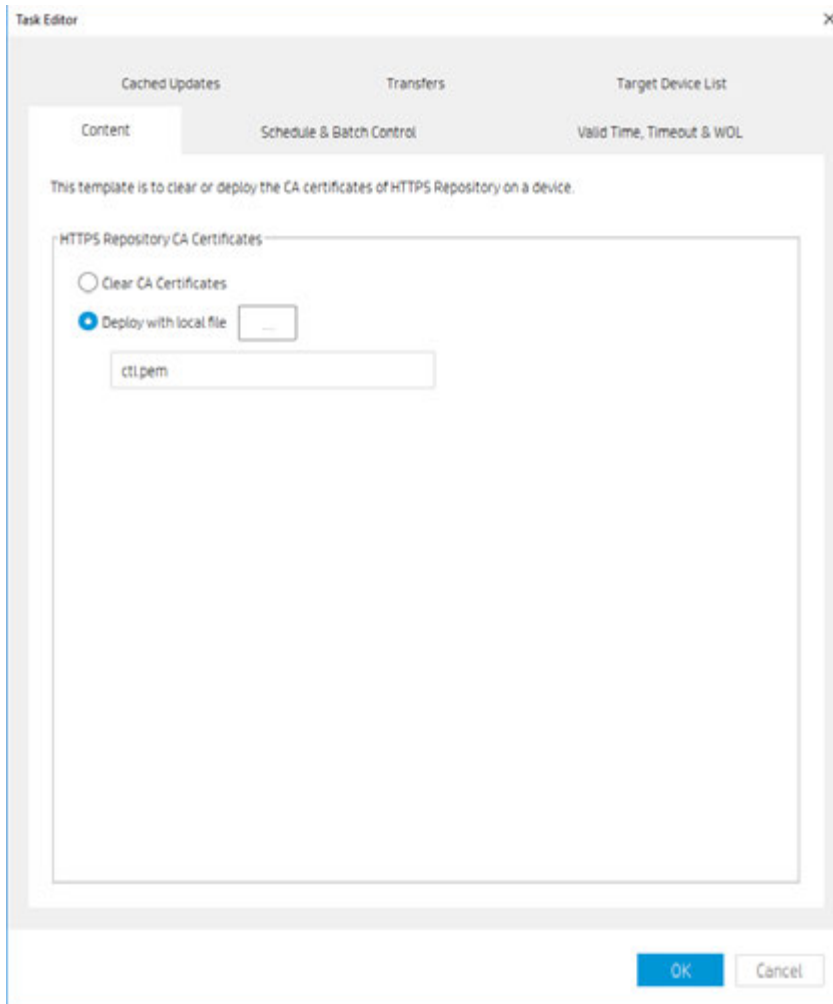 Task Editor
Cached Updates Transfers Target Device List
Content Schedule & Batch Control Valid Time, Timeout & WOL
This template is to clear or deploy the CA certificates of HTTPS Repository on a device.
HTTPS Repository CA Certificates
Clear CA Certificates
Deploy with local file ...
ctl.pem
OK Cancel